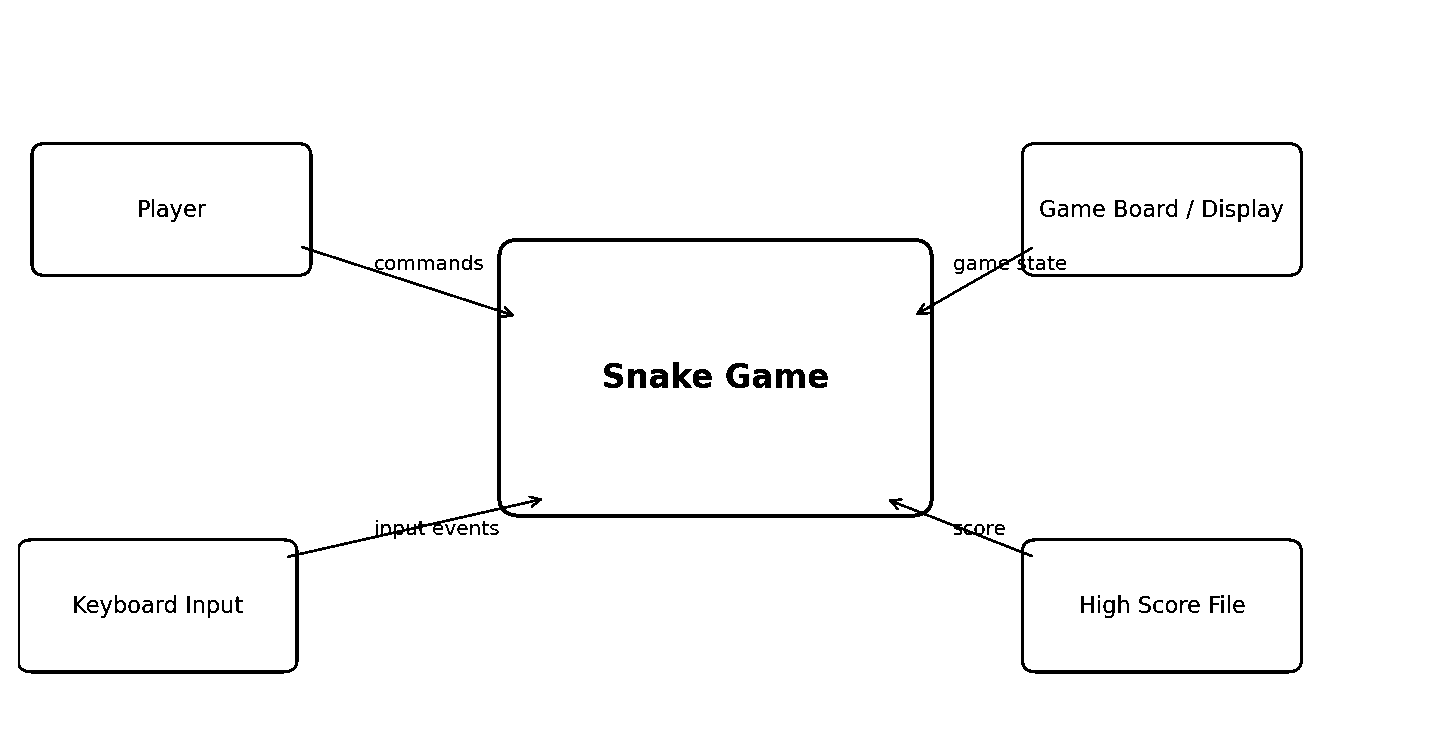 Player
Game Board / Display
commands
game state
Snake Game
input events
score
Keyboard Input
High Score File